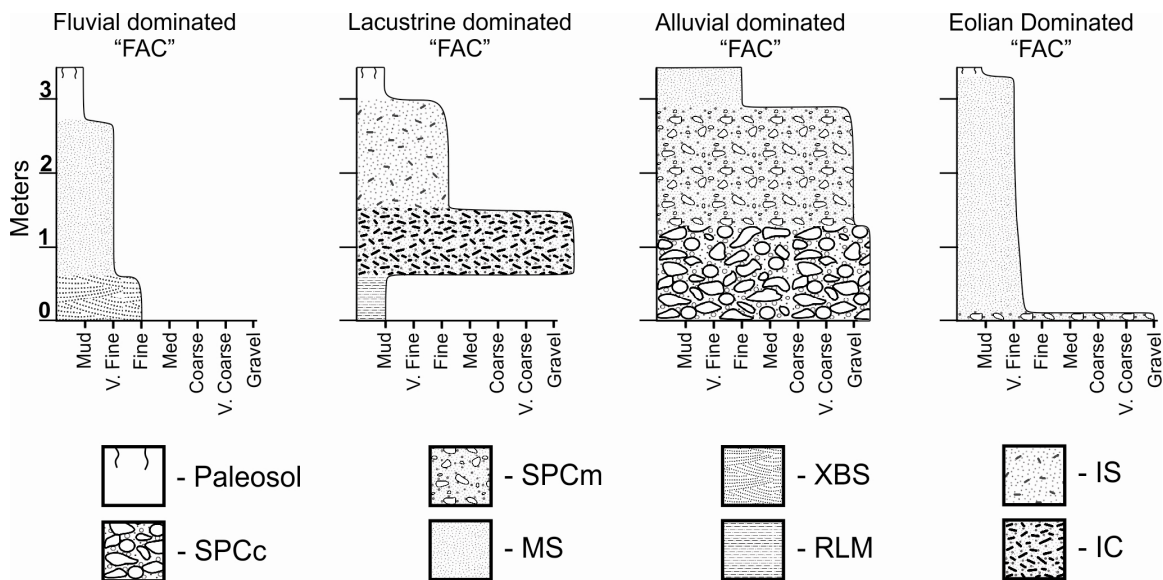 Fluvial dominated
“FAC”
Lacustrine dominated
“FAC”
Alluvial dominated
“FAC”
Eolian Dominated
“FAC”
Meters
3
2
1
0
Mud
V. Fine
Fine
Med
Coarse
V. Coarse
Gravel
Mud
V. Fine
Fine
Med
Coarse
V. Coarse
Gravel
Mud
V. Fine
Fine
Med
Coarse
V. Coarse
Gravel
Mud
V. Fine
Fine
Med
Coarse
V. Coarse
Gravel
- Paleosol
- SPCm
- XBS
- IS
- SPCc
- MS
- RLM
- IC